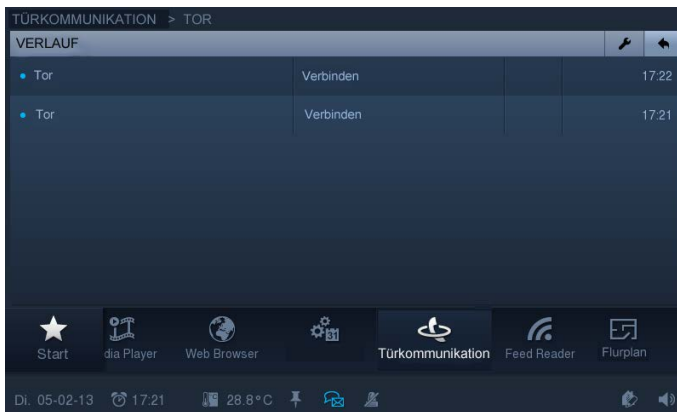 TÜRKOMMUNIKATION > TOR
VERLAUF
Tor Verbinden 17:22
Tor Verbinden 17:21
31
Start dia Player Web Browser Türkommunikation Feed Reader Flurplan
Di. 05-02-13 17:21 28.8°C